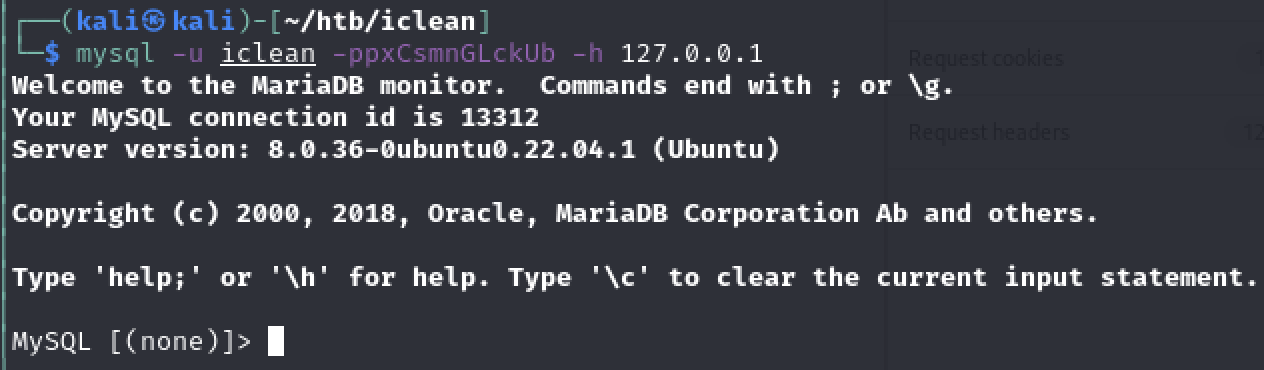 ┌──(kali㉿kali)-[~/htb/iclean]
└─$ mysql -u iclean -ppxCsmnGLckUb -h 127.0.0.1
Request cookies
Welcome to the MariaDB monitor.  Commands end with ; or \g.
Your MySQL connection id is 13312
Request headers 12
Server version: 8.0.36-0ubuntu0.22.04.1 (Ubuntu)
Copyright (c) 2000, 2018, Oracle, MariaDB Corporation Ab and others.
Type 'help;' or '\h' for help. Type '\c' to clear the current input statement.
MySQL [(none)]>